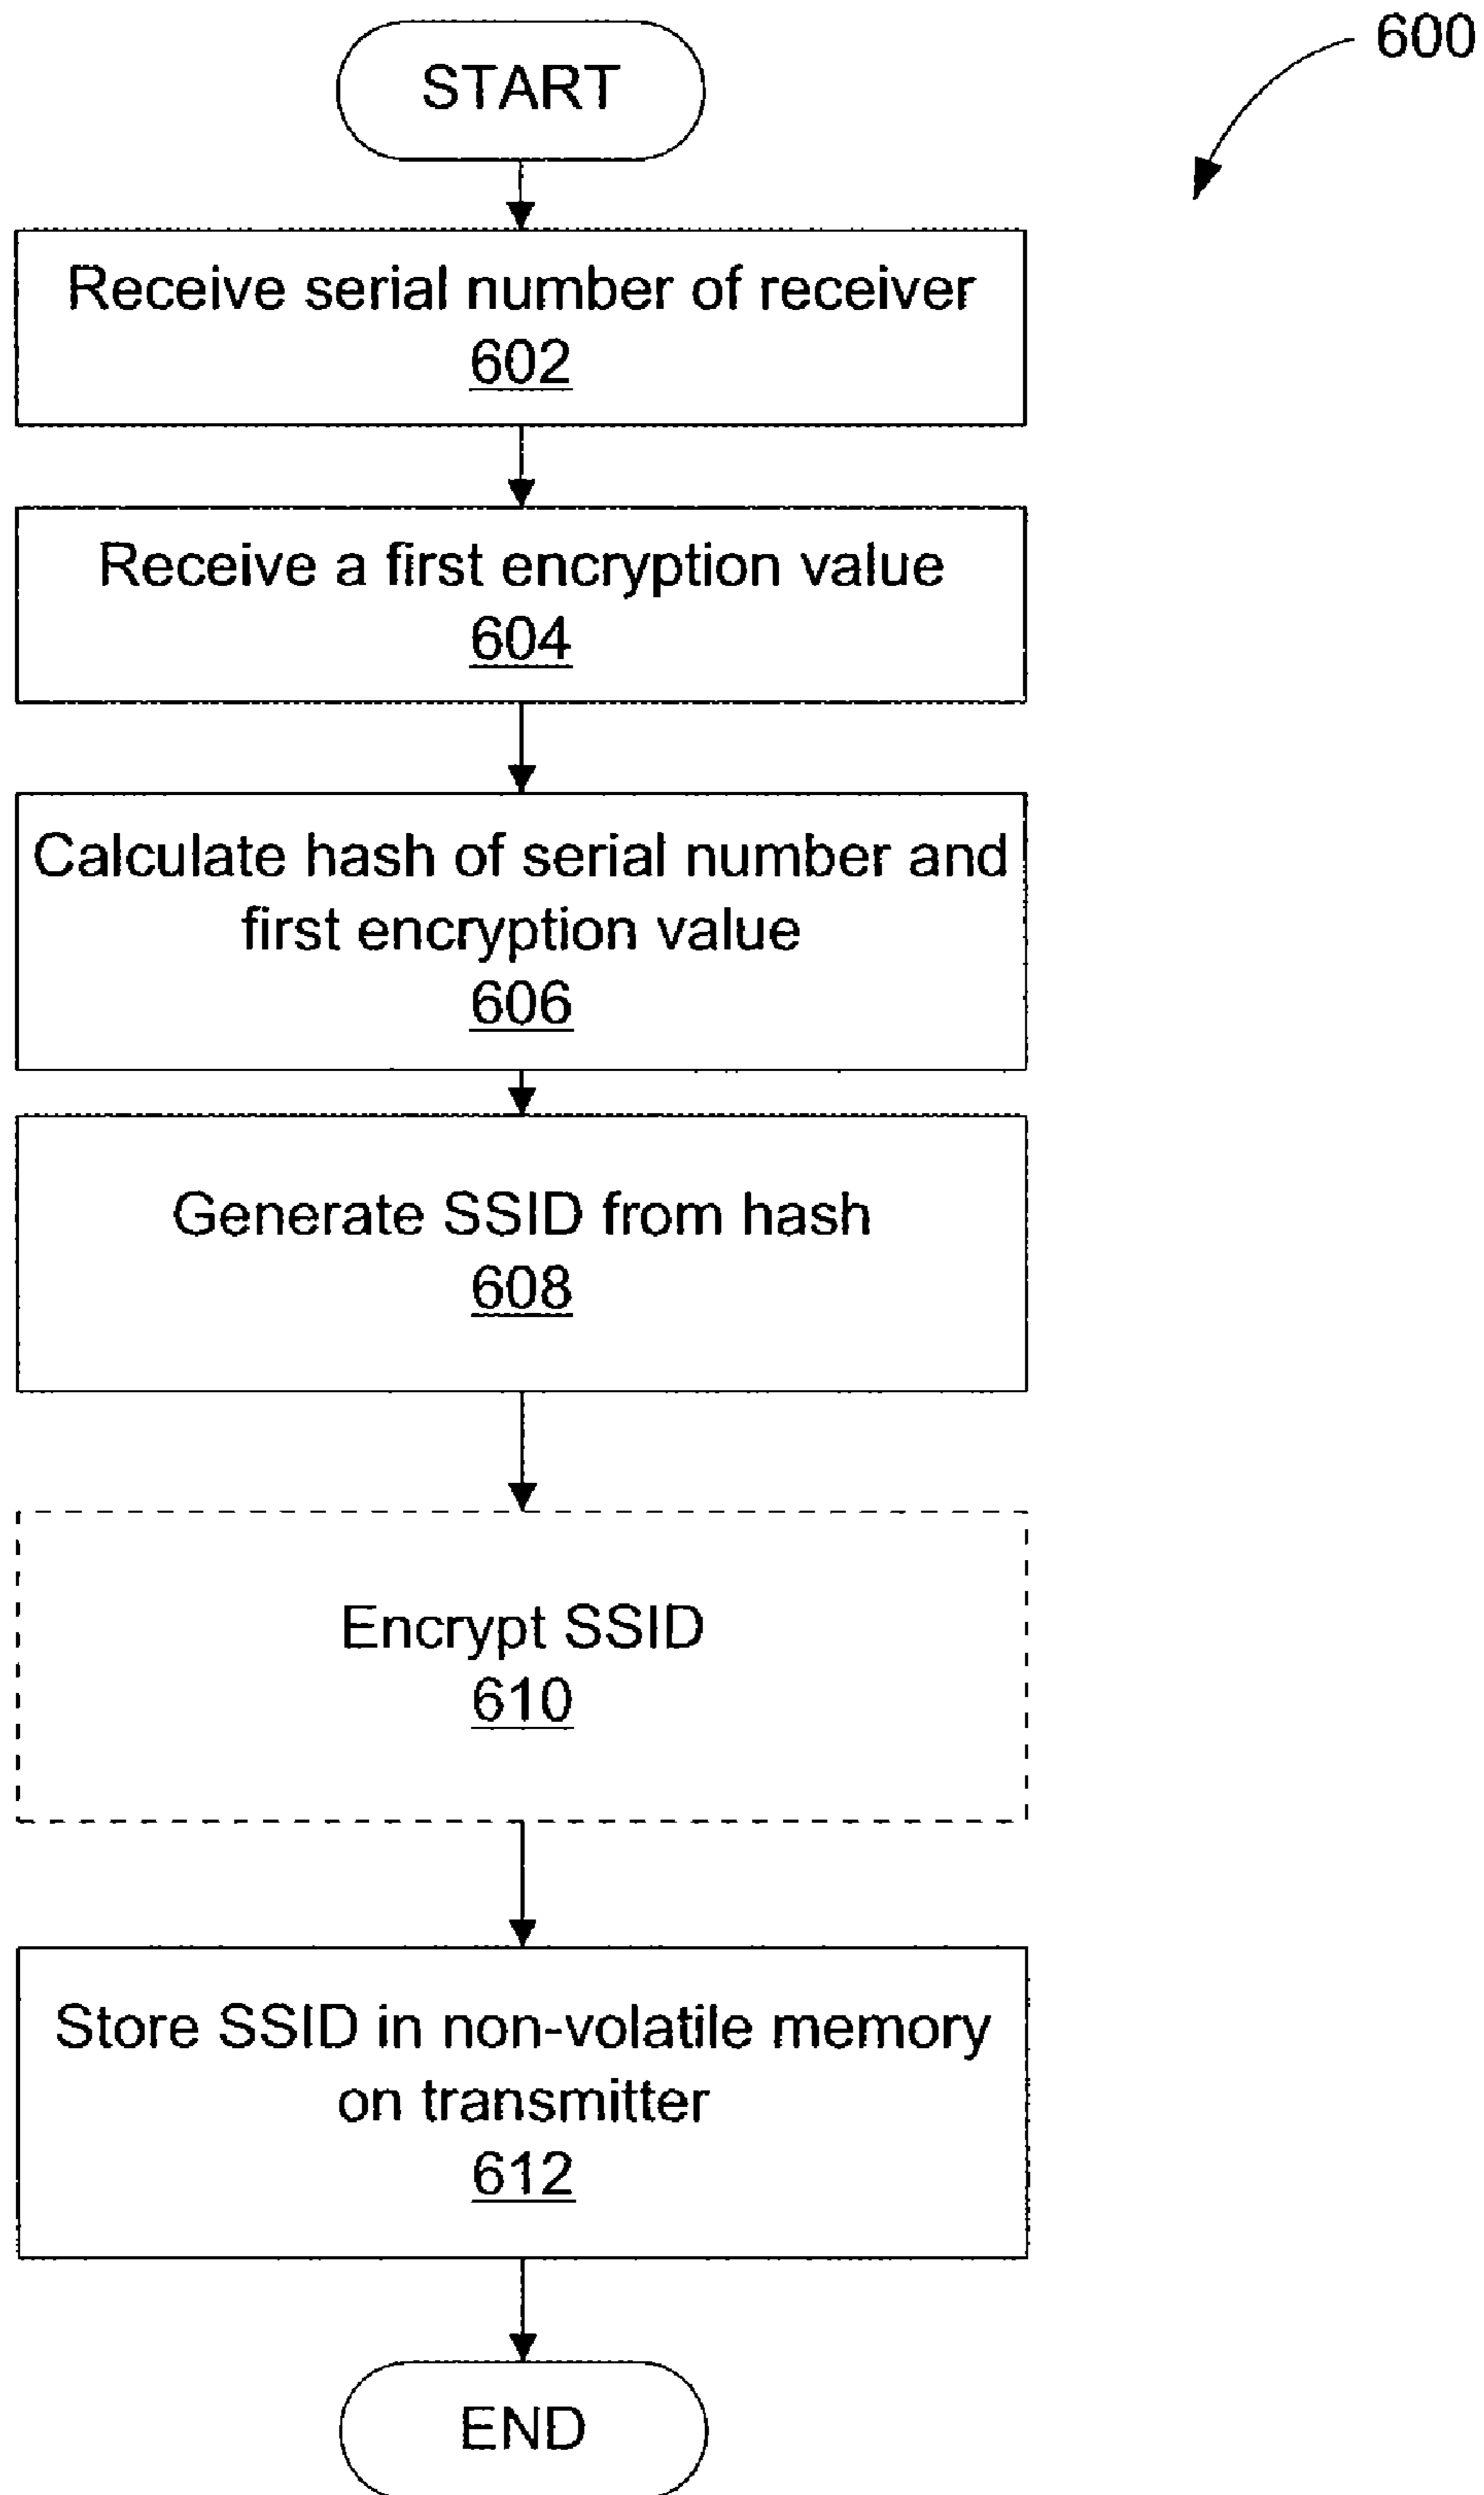 600
START
Receive serial number of receiver
602
Receive a first encryption value
604
Calculate hash of serial number and
first encryption value
606
Generate SSID from hash
608
Encrypt SSID
610
Store SSID in non-volatile memory
on transmitter
612
END